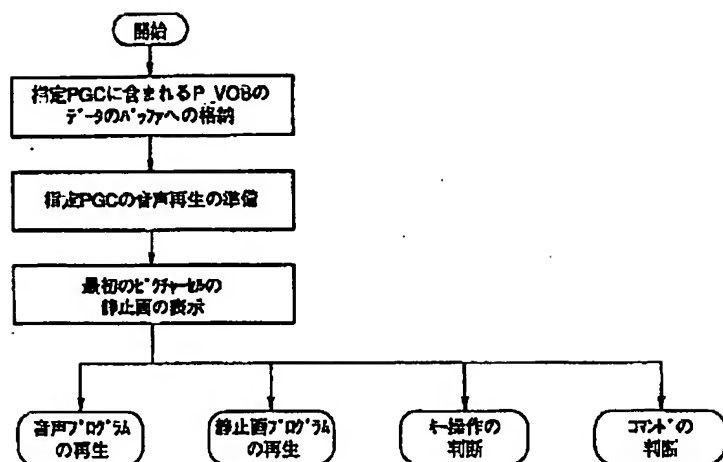 開始
指定PGCに含まれるP_VOBの
ﾃﾞｰﾀのﾊﾞｯﾌｧへの格納
指定PGCの音声再生の準備
最初のﾋﾟｸﾁｬｰｾﾙの
静止画の表示
音声ﾌﾟﾛｸﾞﾗﾑ
の再生
静止画ﾌﾟﾛｸﾞﾗﾑ
の再生
ｷｰ操作の
判断
ｺﾏﾝﾄﾞの
判断